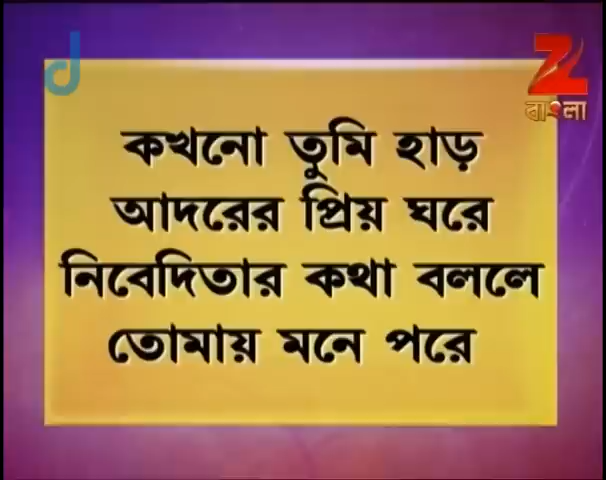 Z
বাংলা
কখনো তুমি হাড়
আদরের প্রিয় ঘরে
নিবেদিতার কথা বললে
তোমায় মনে পরে